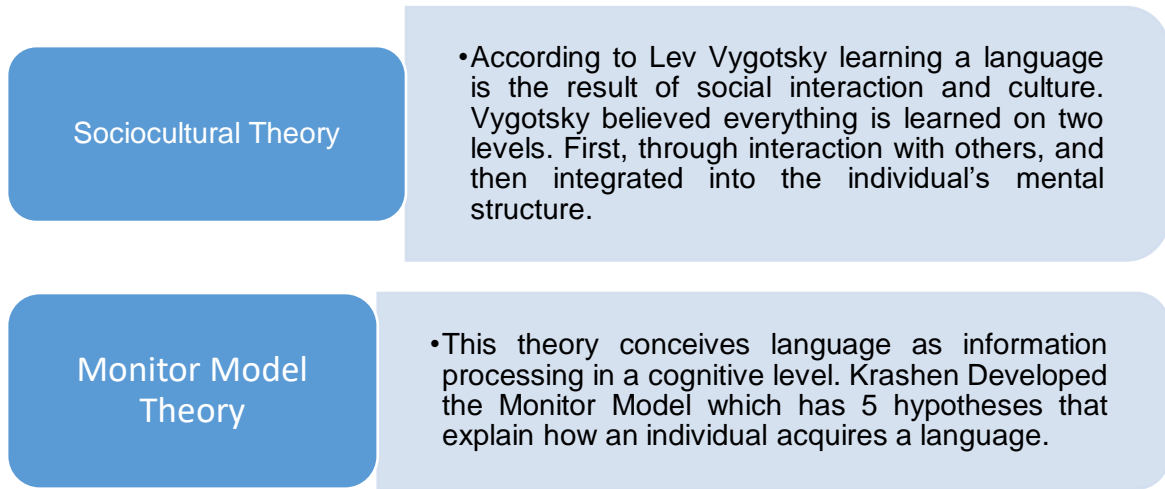 Sociocultural Theory
•According to Lev Vygotsky learning a language
is the result of social interaction and culture.
Vygotsky believed everything is learned on two
levels. First, through interaction with others, and
then integrated into the individual’s mental
structure.
Monitor Model
Theory
•This theory conceives language as information
processing in a cognitive level. Krashen Developed
the Monitor Model which has 5 hypotheses that
explain how an individual acquires a language.